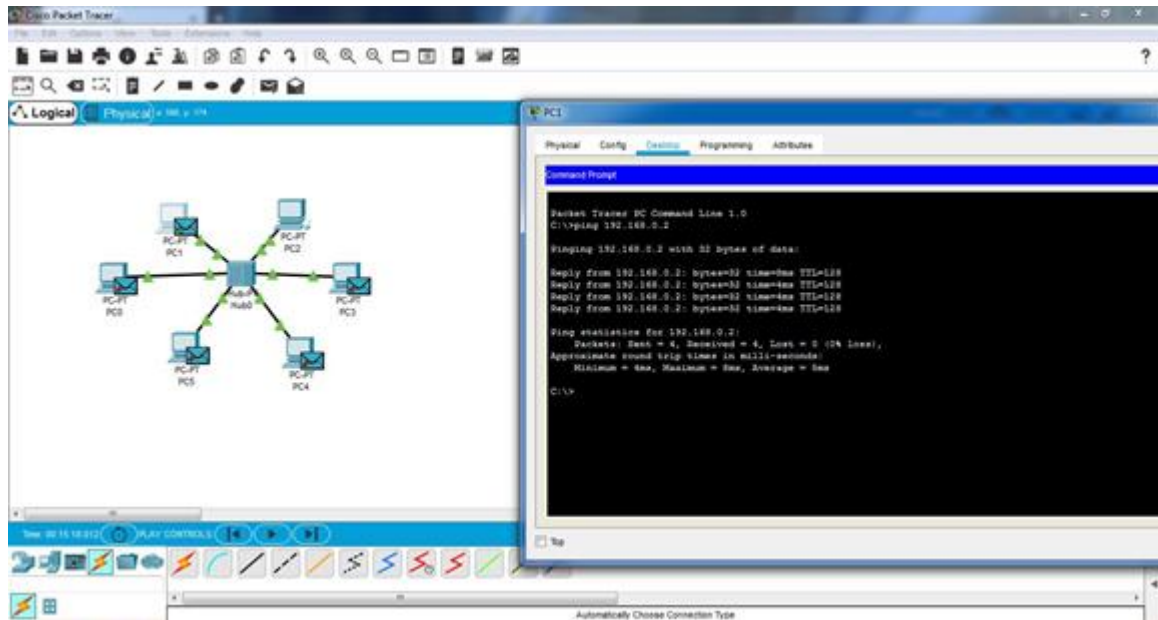 Cisco Packet Tracer
File Edit Options View Tools Extensions Help
?
Logical
Physical
PC-PT
PC1
PC-PT
PC2
PC-PT
PC0
Hub0
PC-PT
PC3
PC-PT
PC5
PC-PT
PC4
PC1
Physical Config Desktop Programming Attributes
Command Prompt
Packet Tracer PC Command Line 1.0
C:\>ping 192.168.0.2
Pinging 192.168.0.2 with 32 bytes of data:
Reply from 192.168.0.2: bytes=32 time=8ms TTL=128
Reply from 192.168.0.2: bytes=32 time=4ms TTL=128
Reply from 192.168.0.2: bytes=32 time=4ms TTL=128
Reply from 192.168.0.2: bytes=32 time=4ms TTL=128
Ping statistics for 192.168.0.2:
Packets: Sent = 4, Received = 4, Lost = 0 (0% loss),
Approximate round trip times in milli-seconds:
Minimum = 4ms, Maximum = 8ms, Average = 5ms
C:\>
Top
PLAY CONTROLS:
Automatically Choose Connection Type